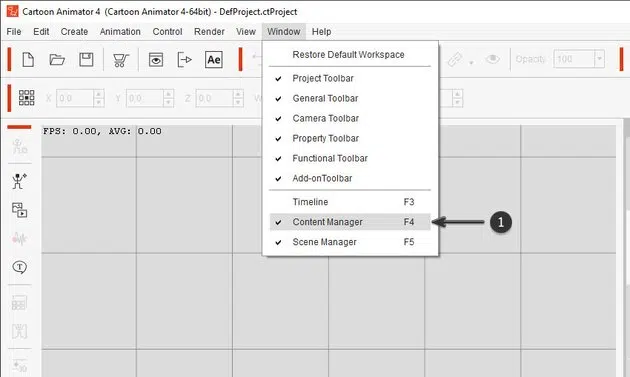 Cartoon Animator 4 (Cartoon Animator 4-64bit) - DefProject.ctProject
File Edit Create Animation Control Render View Window Help
Restore Default Workspace
Ae
Opacity 100
X 0.0 Y 0.0 Z 0.0
Project Toolbar
General Toolbar
Camera Toolbar
Property Toolbar
Functional Toolbar
Add-onToolbar
FPS: 0.00, AVG: 0.00
Timeline F3
Content Manager F4
1
Scene Manager F5